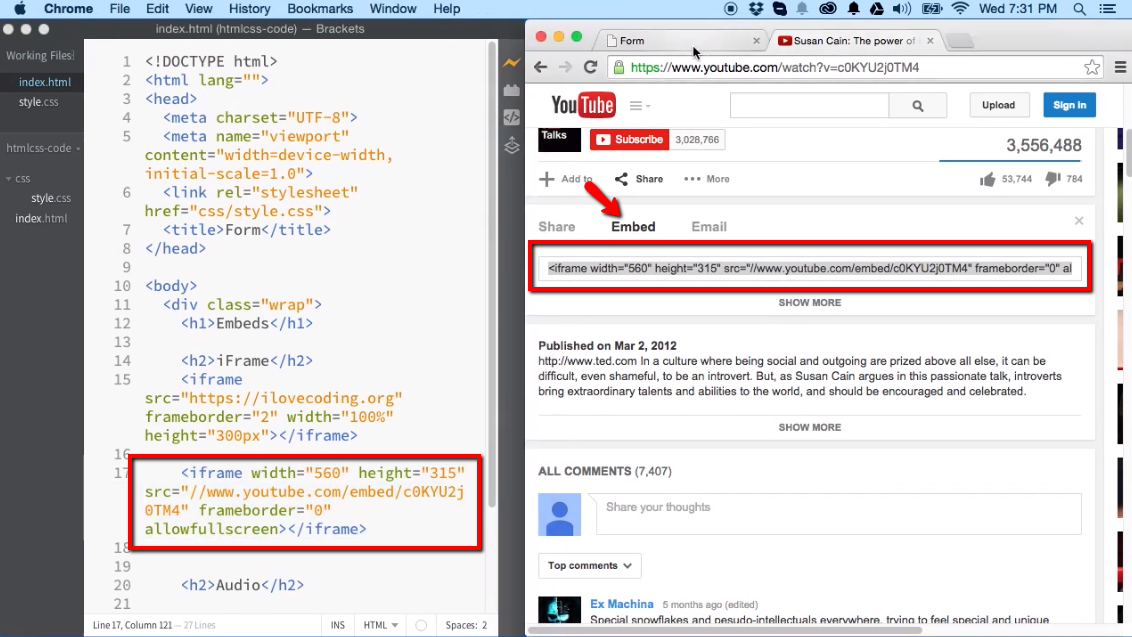 Chrome File Edit View History Bookmarks Window Help
Wed 7:31 PM
index.html (htmlcss-code) — Brackets
Working Files
index.html
style.css
htmlcss-code
css
style.css
index.html
1 <!DOCTYPE html>
2 <html lang="">
3 <head>
4 <meta charset="UTF-8">
5 <meta name="viewport"
content="width=device-width,
initial-scale=1.0">
6 <link rel="stylesheet"
href="css/style.css">
7 <title>Form</title>
8 </head>
9
10 <body>
11 <div class="wrap">
12 <h1>Embeds</h1>
13
14 <h2>iFrame</h2>
15 <iframe
src="https://ilovecoding.org"
frameborder="2" width="100%"
height="300px"></iframe>
16
17 <iframe width="560" height="315"
src="//www.youtube.com/embed/c0KYU2j
0TM4" frameborder="0"
allowfullscreen></iframe>
18
19
20 <h2>Audio</h2>
21
Line 17, Column 121 — 27 Lines
INS HTML Spaces: 2
Form
Susan Cain: The power of
https://www.youtube.com/watch?v=c0KYU2j0TM4
YouTube
Upload Sign in
Talks
Subscribe 3,028,766
3,556,488
Add to Share More
53,744 784
Share Embed Email
<iframe width="560" height="315" src="//www.youtube.com/embed/c0KYU2j0TM4" frameborder="0" al
SHOW MORE
Published on Mar 2, 2012
http://www.ted.com In a culture where being social and outgoing are prized above all else, it can be
difficult, even shameful, to be an introvert. But, as Susan Cain argues in this passionate talk, introverts
bring extraordinary talents and abilities to the world, and should be encouraged and celebrated.
SHOW MORE
ALL COMMENTS (7,407)
Share your thoughts
Top comments
Ex Machina 5 months ago (edited)
Special snowflakes and pesudo-intellectuals everywhere, trying to feel special and unique